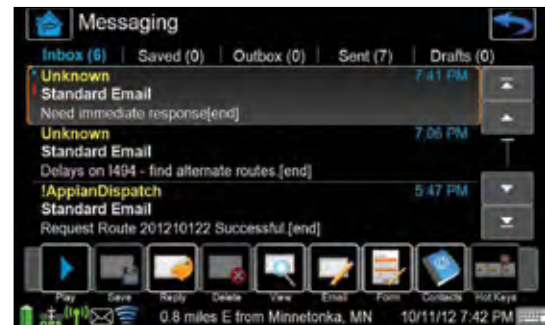 Messaging
Inbox (6) Saved (0) Outbox (0) Sent (7) Drafts (0)
Unknown 7:41 PM
Standard Email
Need immediate response[end]
Unknown 7:06 PM
Standard Email
Delays on I494 - find alternate routes.[end]
!AppianDispatch 5:47 PM
Standard Email
Request Route 201210122 Successful.[end]
Play Save Reply Delete View Email Form Contacts Hot Keys
GPS 0.8 miles E from Minnetonka, MN 10/11/12 7:42 PM